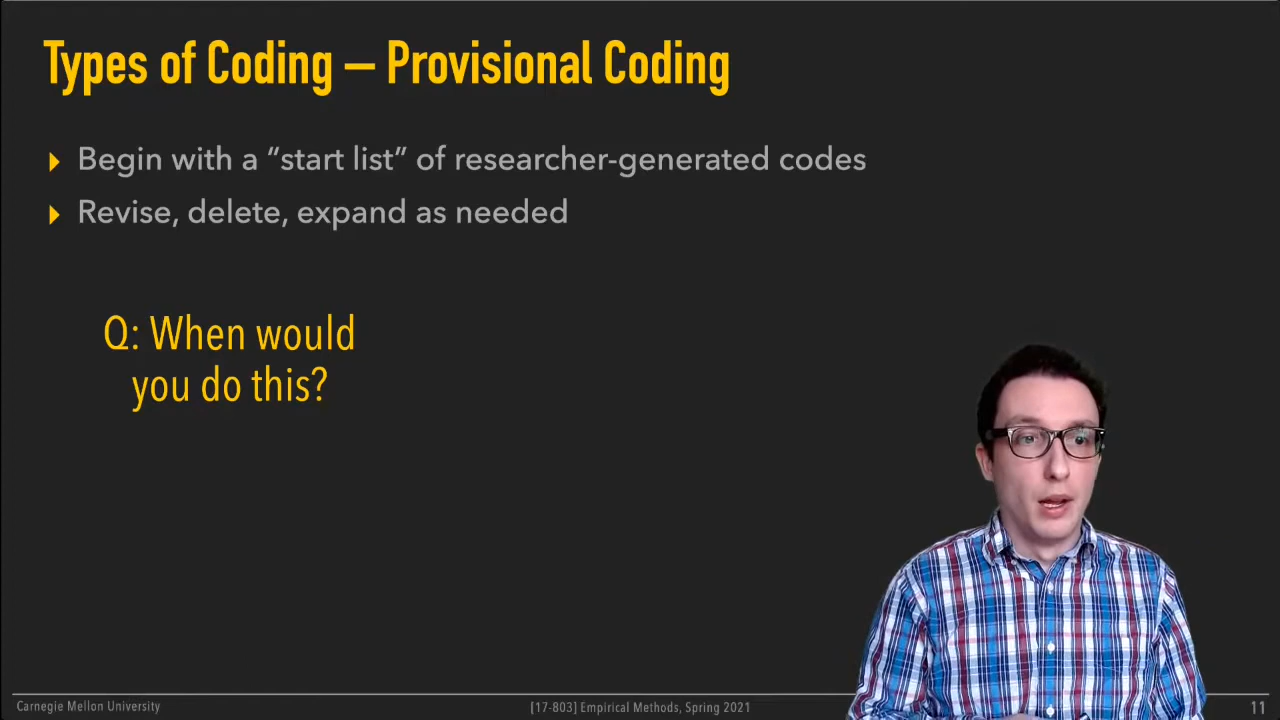 Types of Coding — Provisional Coding
Begin with a “start list” of researcher-generated codes
Revise, delete, expand as needed
Q: When would
you do this?
Carnegie Mellon University
[17-803] Empirical Methods, Spring 2021
11